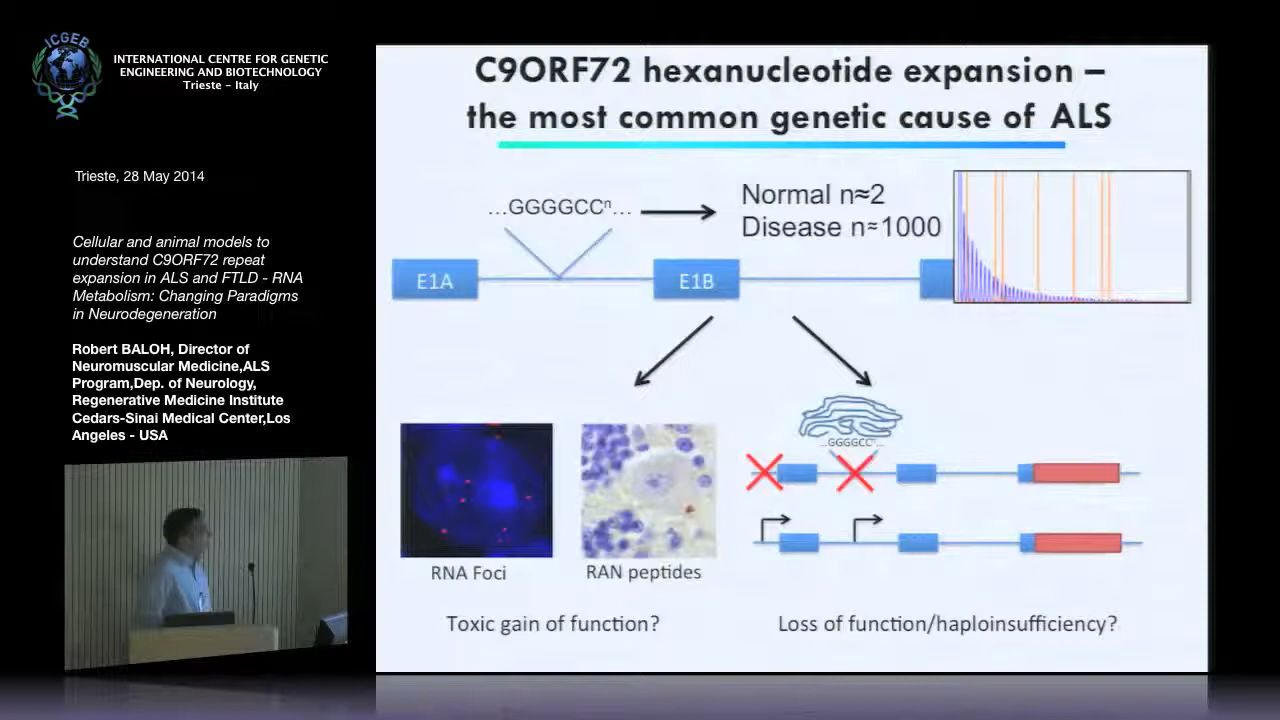 ICGEB
INTERNATIONAL CENTRE FOR GENETIC
ENGINEERING AND BIOTECHNOLOGY
Trieste - Italy
Trieste, 28 May 2014
Cellular and animal models to
understand C9ORF72 repeat
expansion in ALS and FTLD - RNA
Metabolism: Changing Paradigms
in Neurodegeneration
Robert BALOH, Director of
Neuromuscular Medicine,ALS
Program,Dep. of Neurology,
Regenerative Medicine Institute
Cedars-Sinai Medical Center,Los
Angeles - USA
C9ORF72 hexanucleotide expansion –
the most common genetic cause of ALS
...GGGGCCⁿ...
Normal n≈2
Disease n≈1000
E1A
E1B
...GGGGCCⁿ...
RNA Foci
RAN peptides
Toxic gain of function?
Loss of function/haploinsufficiency?